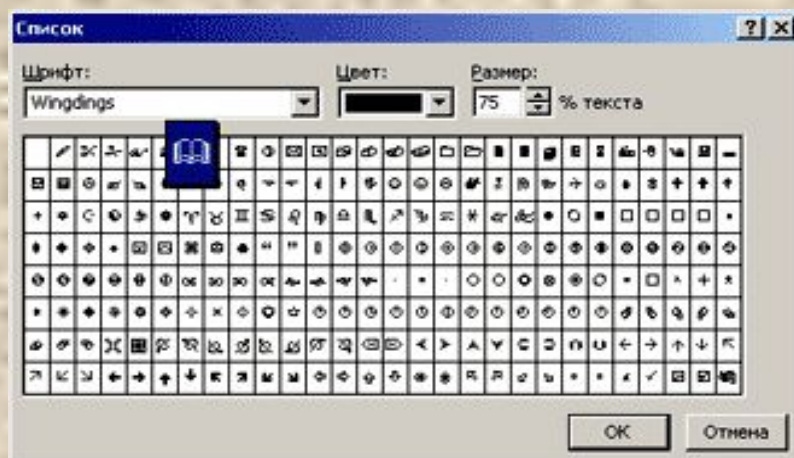 Список
Шрифт: Цвет: Размер:
Wingdings 75 % текста
OK Отмена